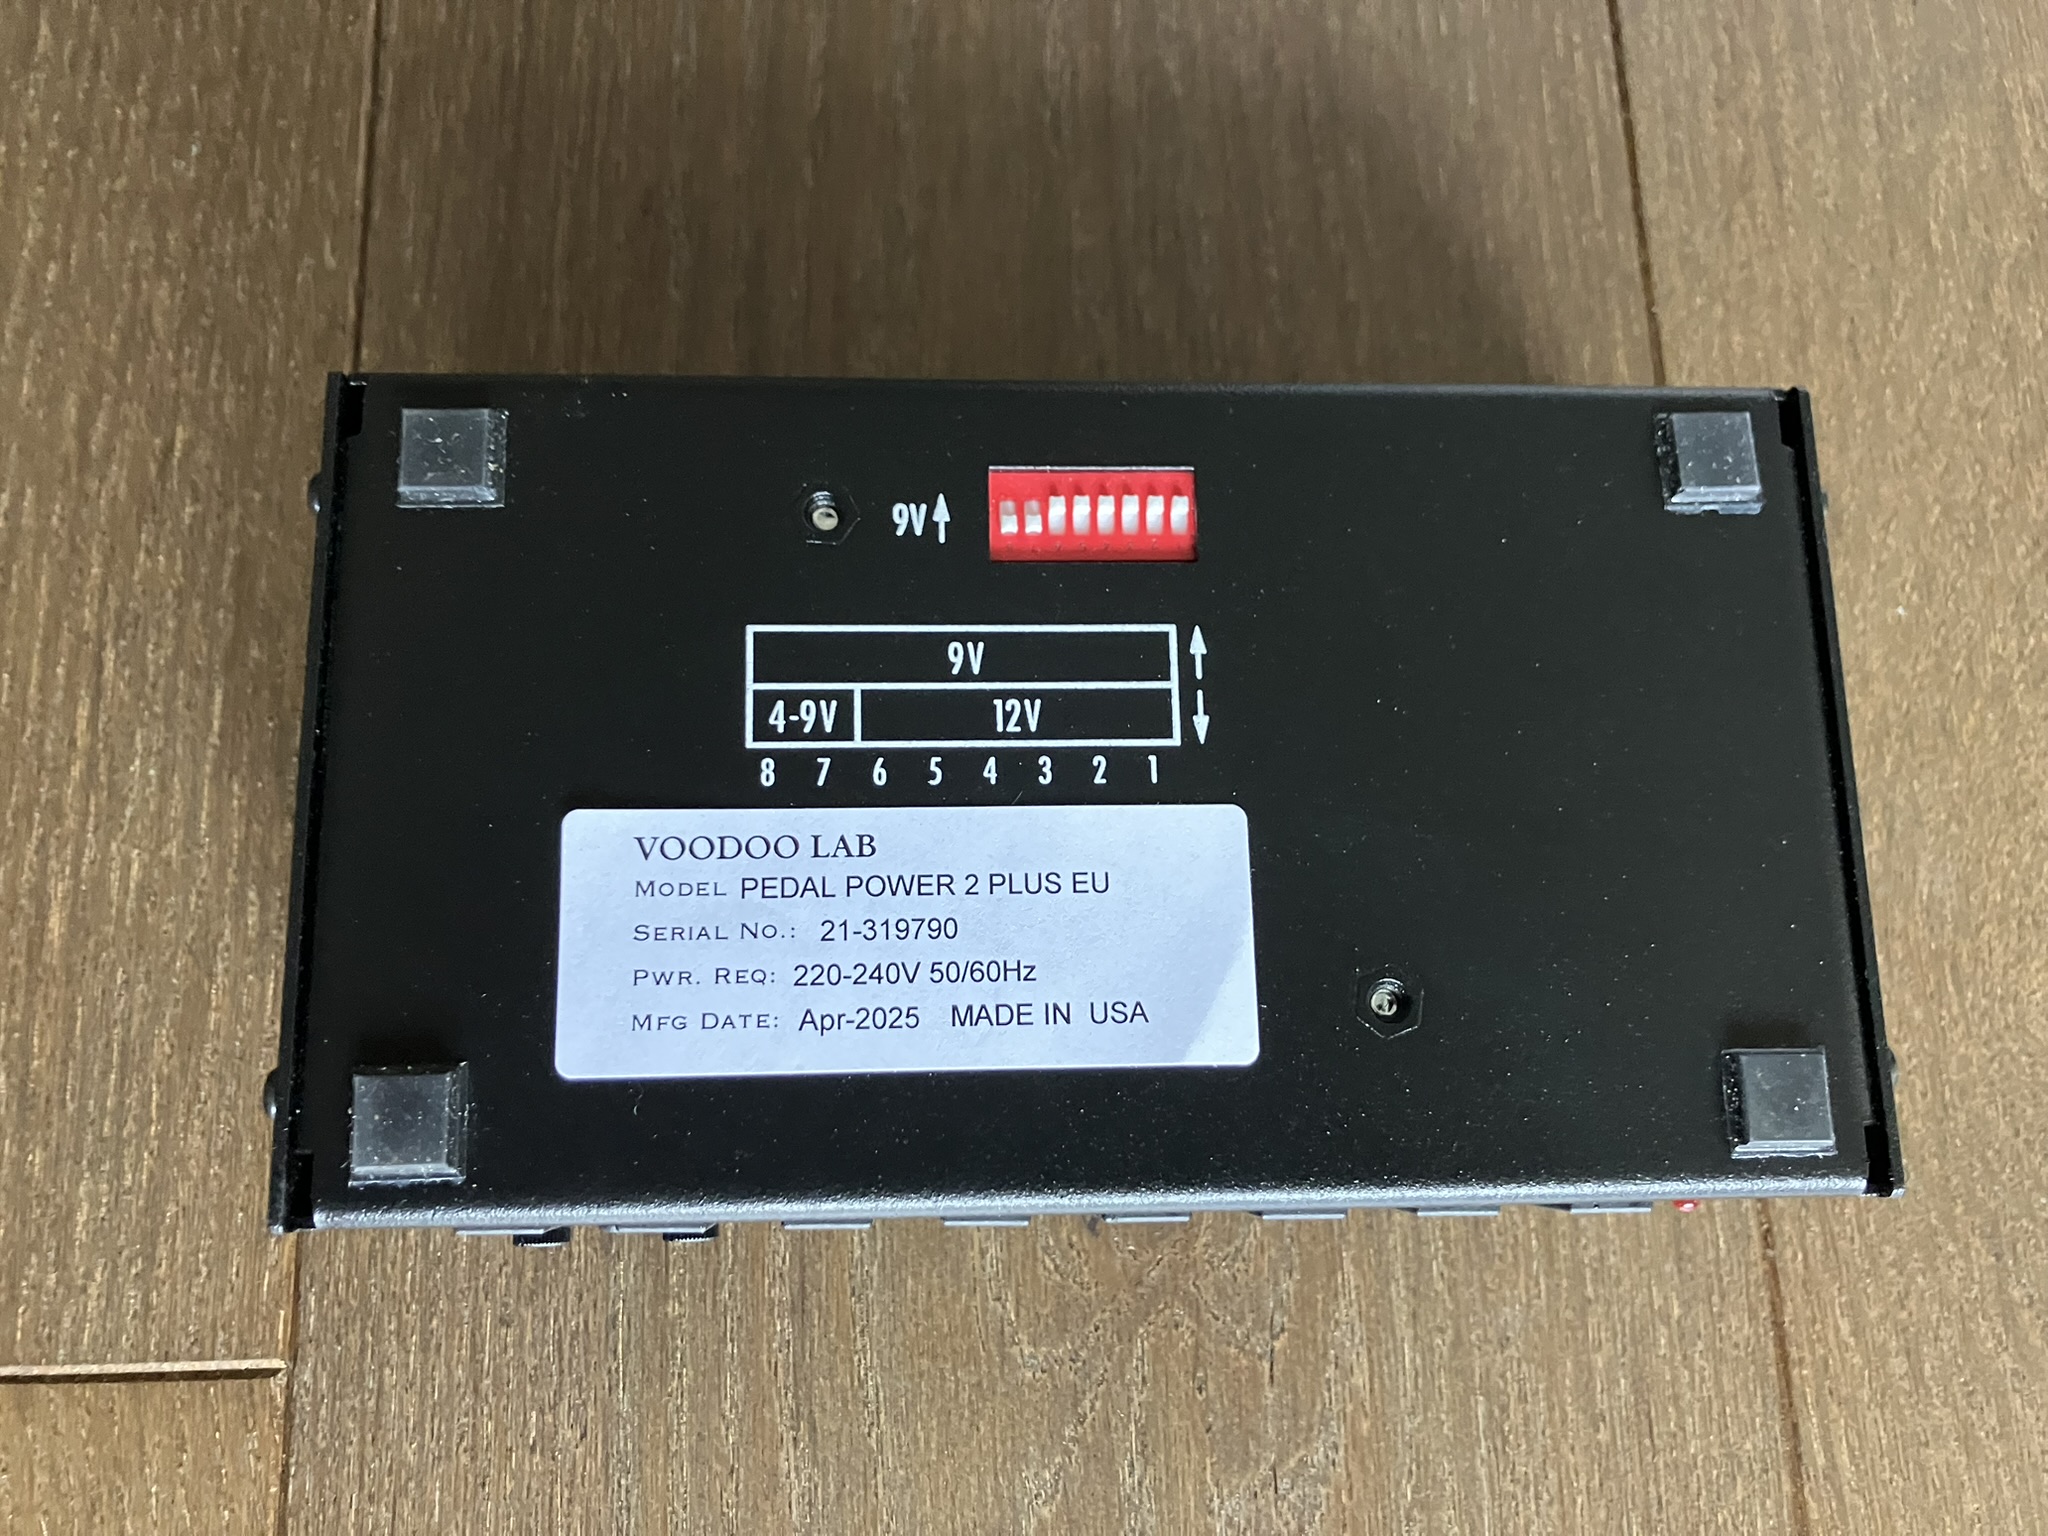 9V↑
9V ↑
4-9V 12V ↓
8 7 6 5 4 3 2 1
VOODOO LAB
MODEL PEDAL POWER 2 PLUS EU
SERIAL NO.: 21-319790
PWR. REQ: 220-240V 50/60Hz
MFG DATE: Apr-2025 MADE IN USA